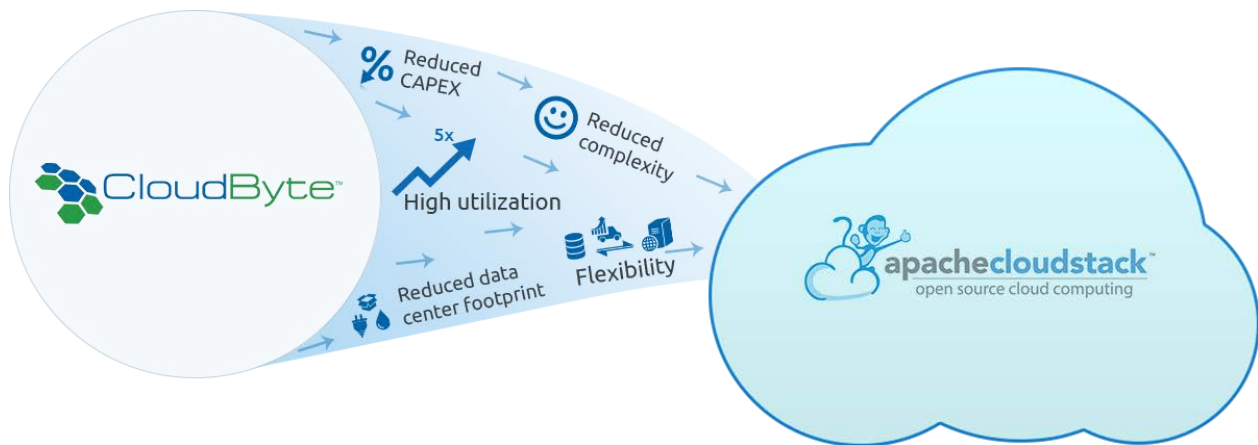 CloudByte™
%
Reduced
CAPEX
Reduced
complexity
5x
High utilization
Flexibility
Reduced data
center footprint
apachecloudstack™
open source cloud computing